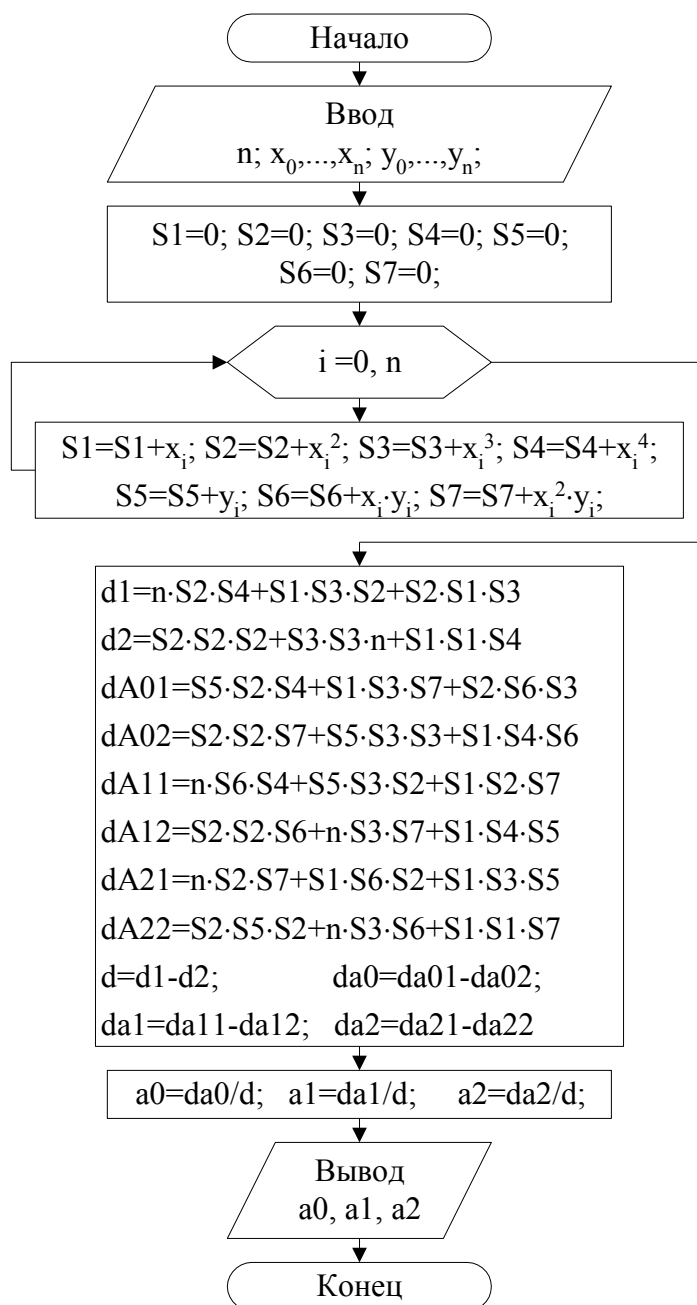 Начало
Ввод
n; x₀,...,xₙ; y₀,...,yₙ;
S1=0; S2=0; S3=0; S4=0; S5=0;
S6=0; S7=0;
i =0, n
S1=S1+xᵢ; S2=S2+xᵢ²; S3=S3+xᵢ³; S4=S4+xᵢ⁴;
S5=S5+yᵢ; S6=S6+xᵢ·yᵢ; S7=S7+xᵢ²·yᵢ;
d1=n·S2·S4+S1·S3·S2+S2·S1·S3
d2=S2·S2·S2+S3·S3·n+S1·S1·S4
dA01=S5·S2·S4+S1·S3·S7+S2·S6·S3
dA02=S2·S2·S7+S5·S3·S3+S1·S4·S6
dA11=n·S6·S4+S5·S3·S2+S1·S2·S7
dA12=S2·S2·S6+n·S3·S7+S1·S4·S5
dA21=n·S2·S7+S1·S6·S2+S1·S3·S5
dA22=S2·S5·S2+n·S3·S6+S1·S1·S7
d=d1-d2; da0=da01-da02;
da1=da11-da12; da2=da21-da22
a0=da0/d; a1=da1/d; a2=da2/d;
Вывод
a0, a1, a2
Конец